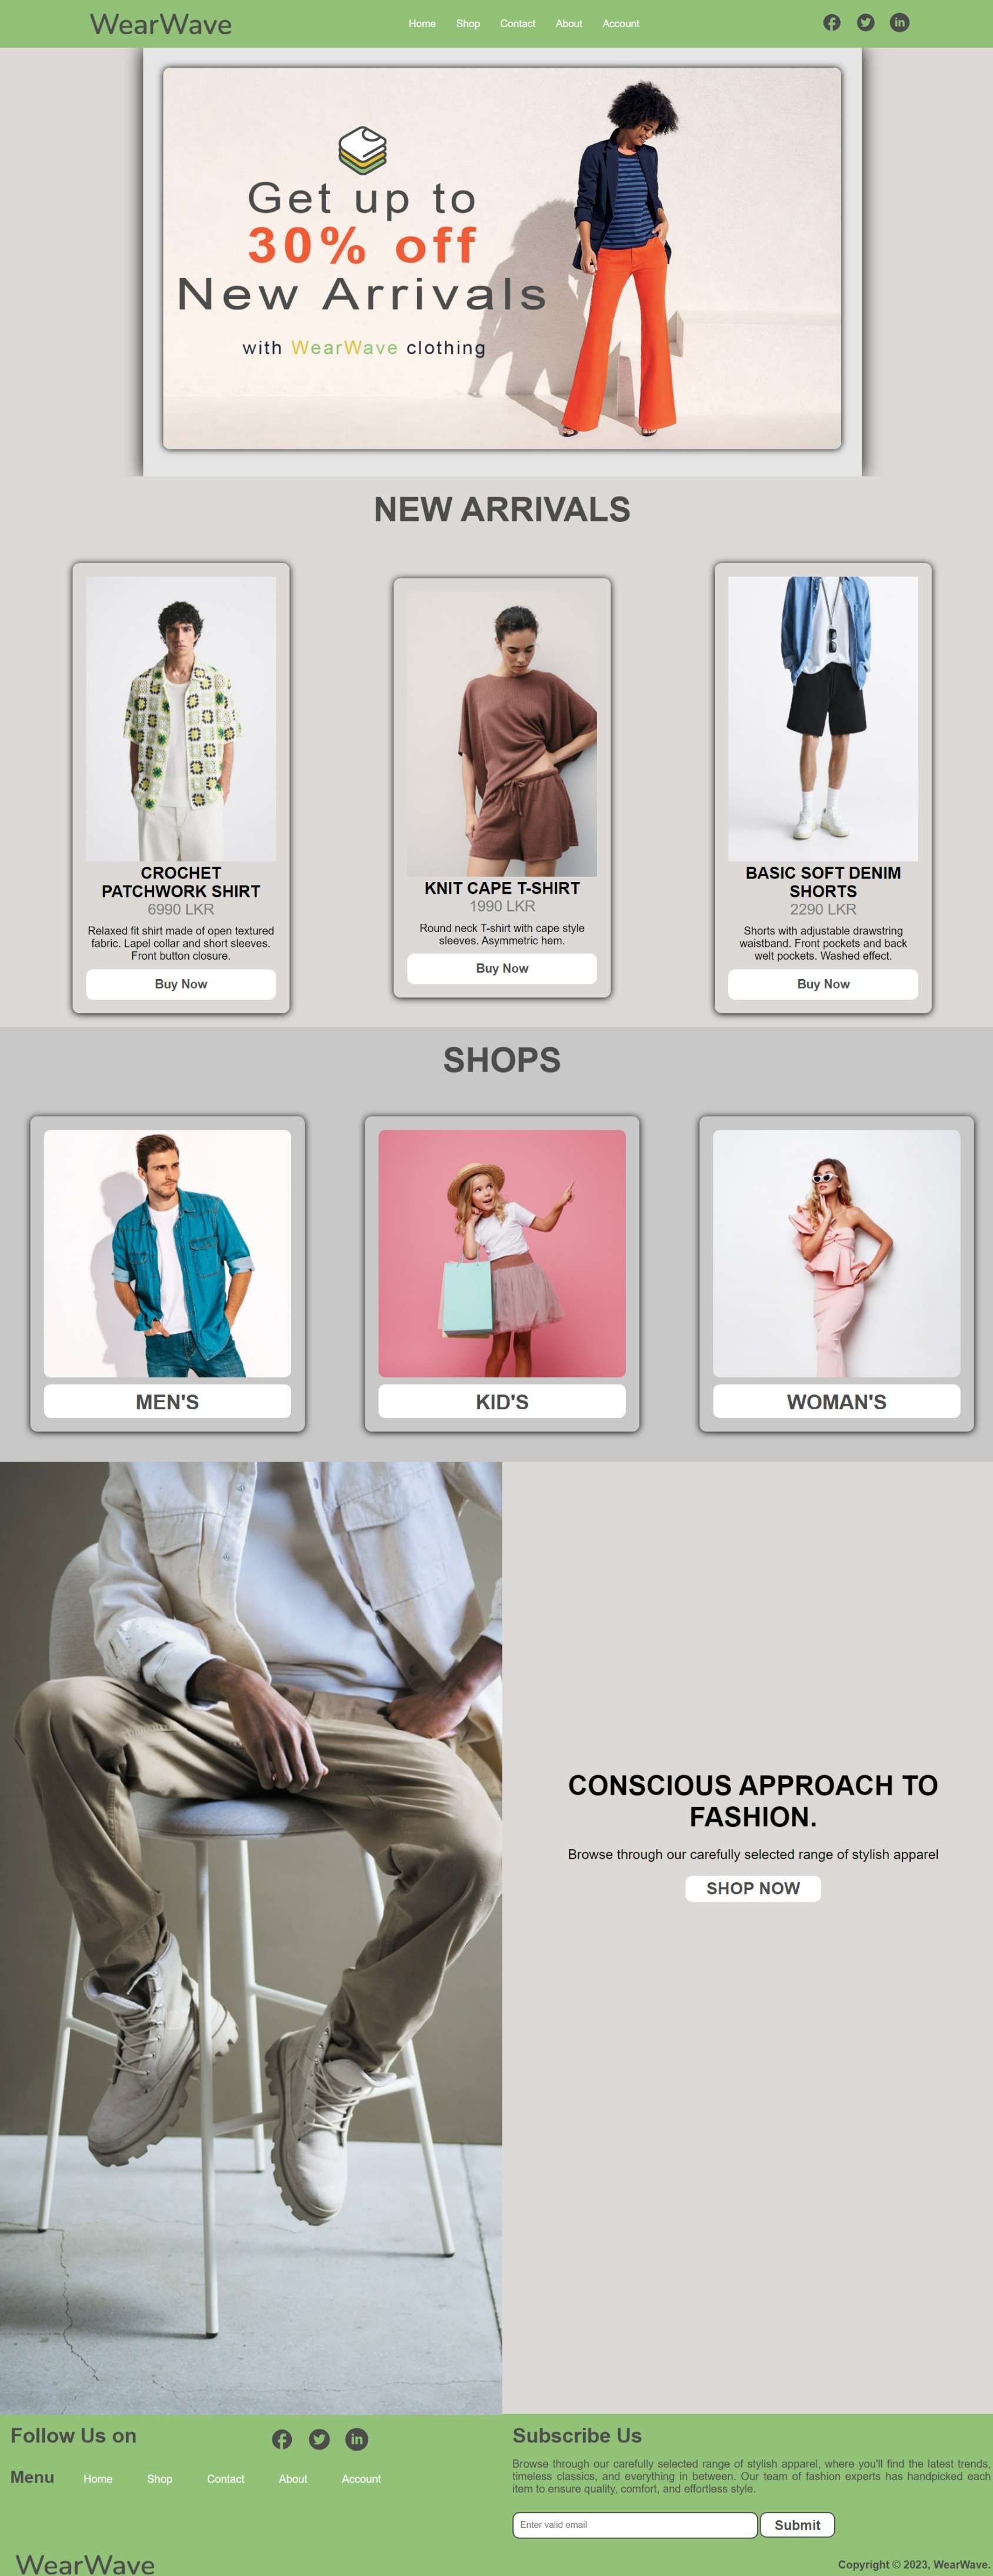 WearWave
Home Shop Contact About Account
Get up to
30% off
New Arrivals
with WearWave clothing
NEW ARRIVALS
CROCHET
PATCHWORK SHIRT
6990 LKR
Relaxed fit shirt made of open textured
fabric. Lapel collar and short sleeves.
Front button closure.
Buy Now
KNIT CAPE T-SHIRT
1990 LKR
Round neck T-shirt with cape style
sleeves. Asymmetric hem.
Buy Now
BASIC SOFT DENIM
SHORTS
2290 LKR
Shorts with adjustable drawstring
waistband. Front pockets and back
welt pockets. Washed effect.
Buy Now
SHOPS
MEN'S
KID'S
WOMAN'S
CONSCIOUS APPROACH TO
FASHION.
Browse through our carefully selected range of stylish apparel
SHOP NOW
Follow Us on
Menu Home Shop Contact About Account
WearWave
Subscribe Us
Browse through our carefully selected range of stylish apparel, where you'll find the latest trends,
timeless classics, and everything in between. Our team of fashion experts has handpicked each
item to ensure quality, comfort, and effortless style.
Enter valid email
Submit
Copyright © 2023, WearWave.